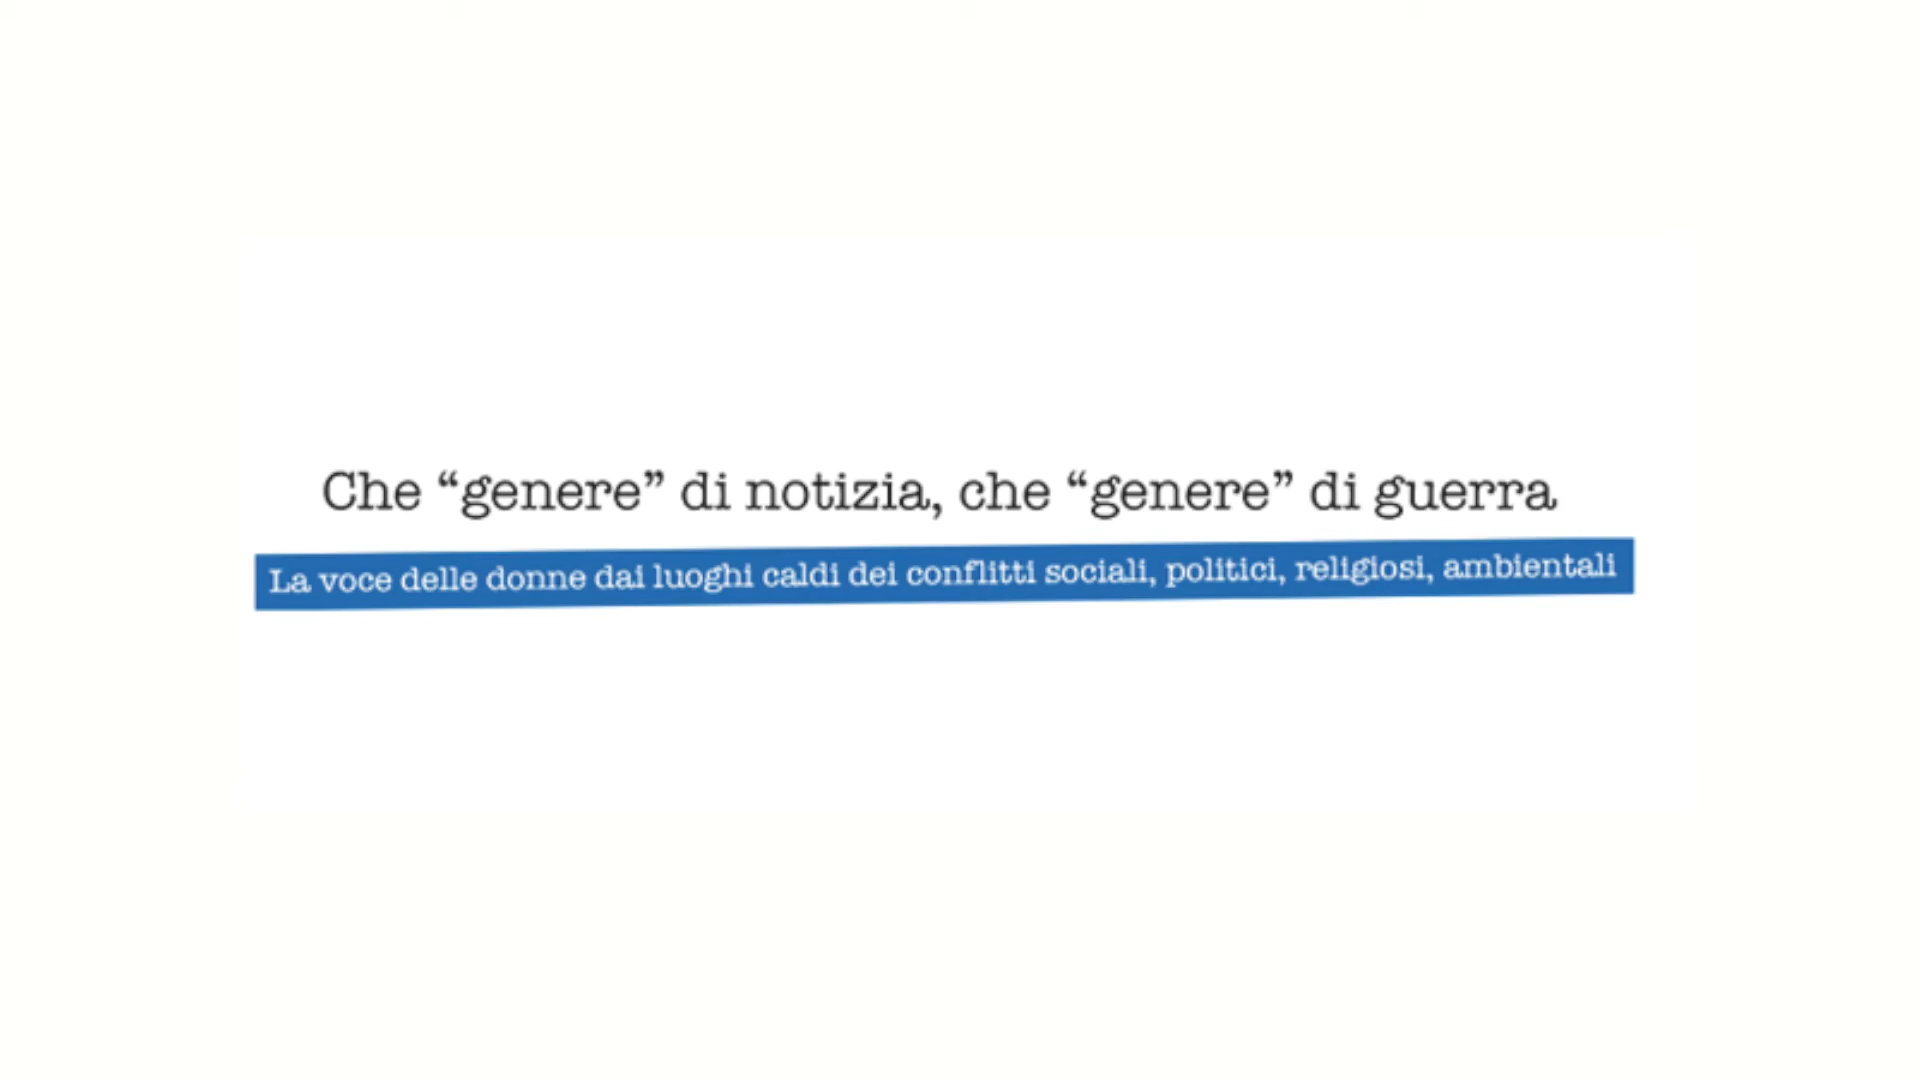 Che “genere” di notizia, che “genere” di guerra
La voce delle donne dai luoghi caldi dei conflitti sociali, politici, religiosi, ambientali